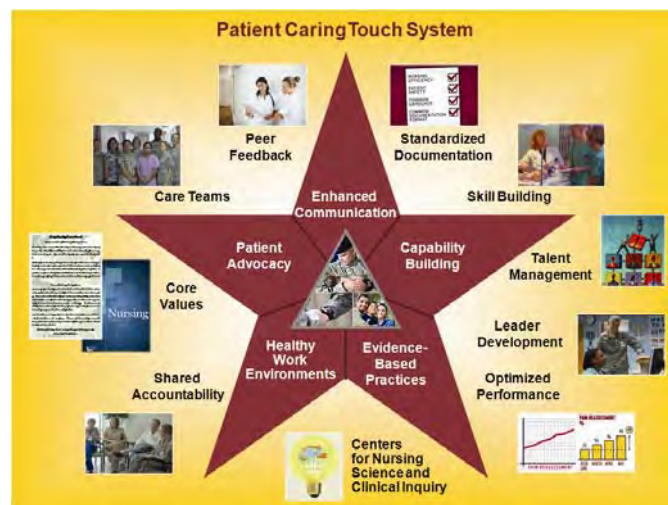 Patient CaringTouch System
Peer
Feedback
Standardized
Documentation
Care Teams
Skill Building
Enhanced
Communication
Patient
Advocacy
Capability
Building
Talent
Management
Core
Values
Nursing
Leader
Development
Healthy
Work
Environments
Evidence-
Based
Practices
Shared
Accountability
Optimized
Performance
Centers
for Nursing
Science and
Clinical Inquiry